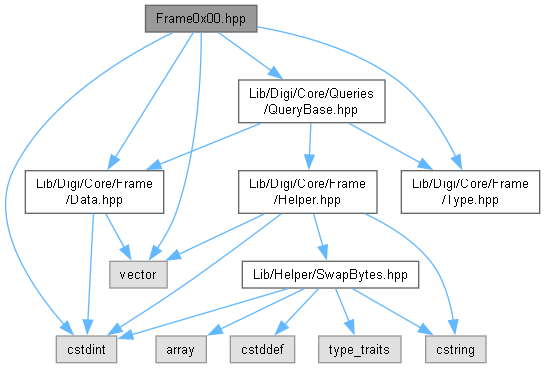 Frame0x00.hpp
Lib/Digi/Core/Queries
/QueryBase.hpp
Lib/Digi/Core/Frame
/Data.hpp
Lib/Digi/Core/Frame
/Helper.hpp
Lib/Digi/Core/Frame
/Type.hpp
vector
Lib/Helper/SwapBytes.hpp
cstdint
array
cstddef
type_traits
cstring